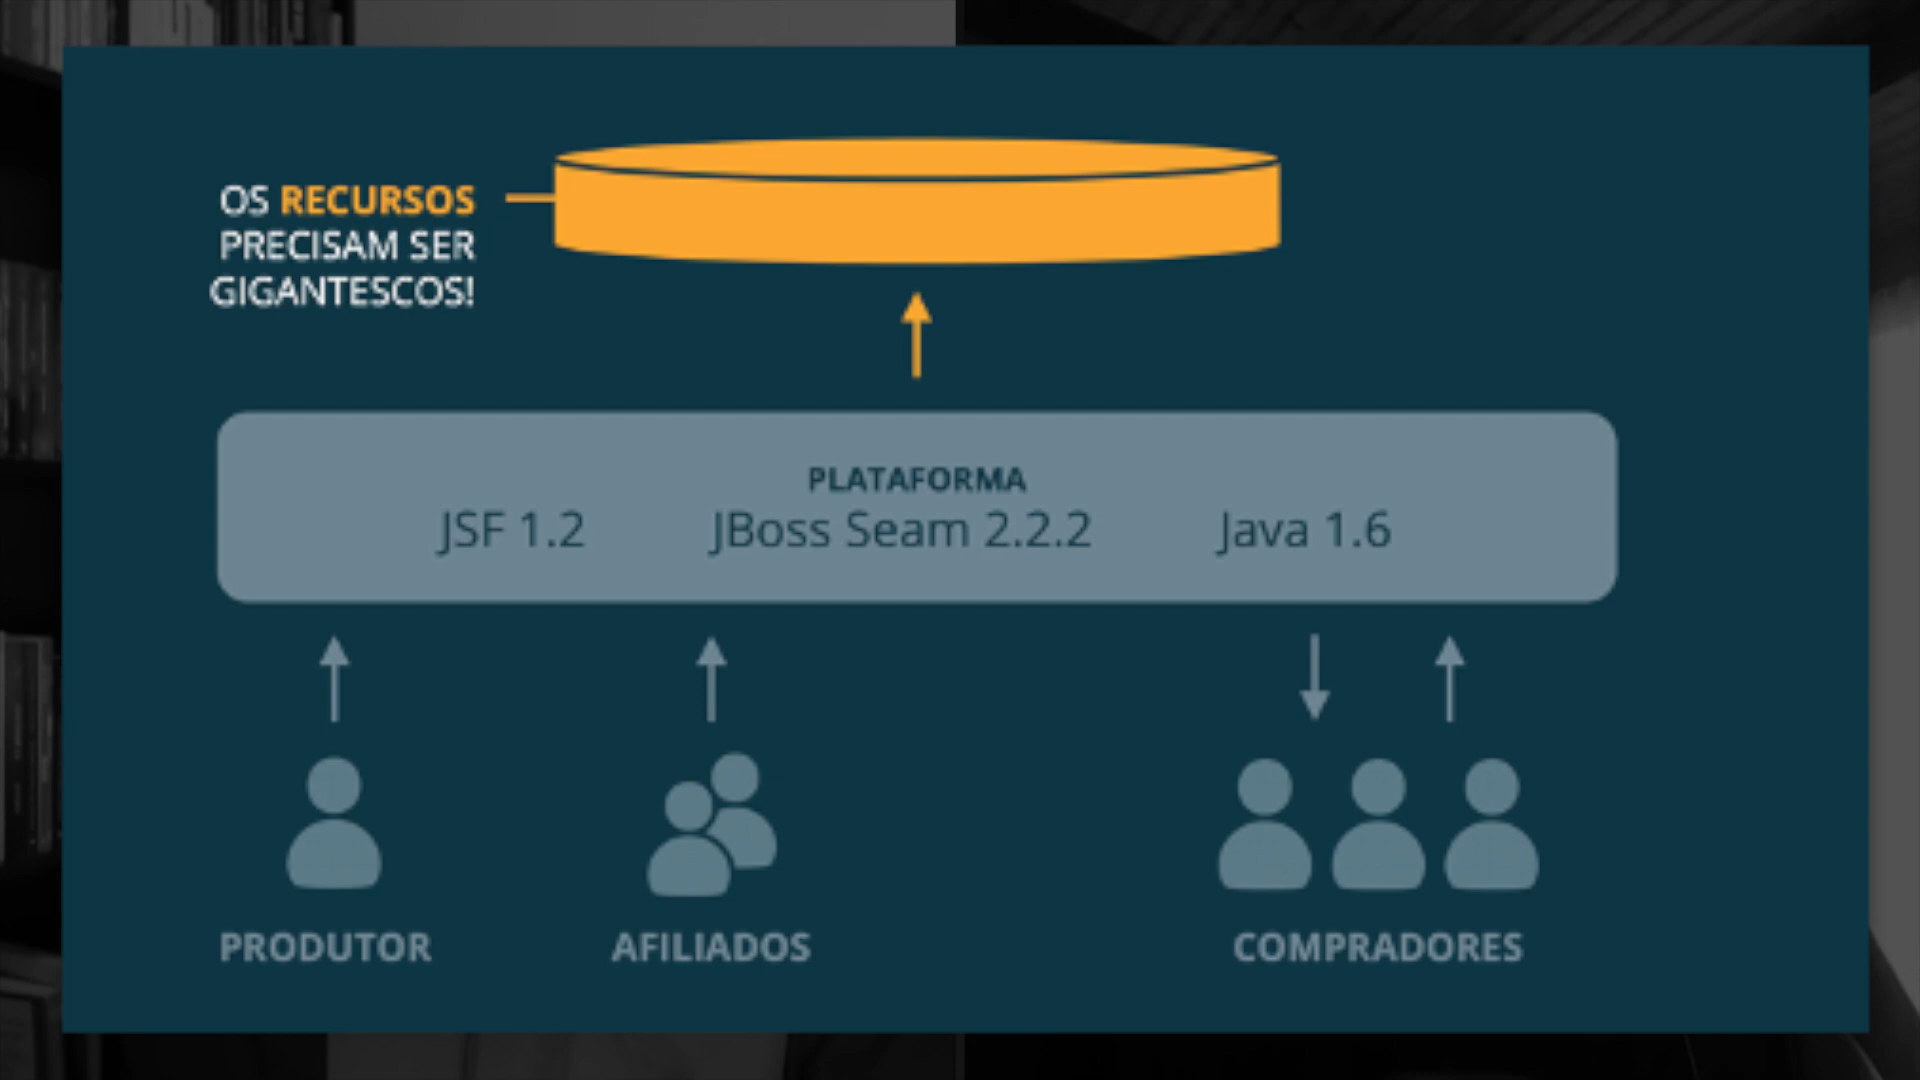 OS RECURSOS
PRECISAM SER
GIGANTESCOS!
PLATAFORMA
JSF 1.2 JBoss Seam 2.2.2 Java 1.6
PRODUTOR AFILIADOS COMPRADORES